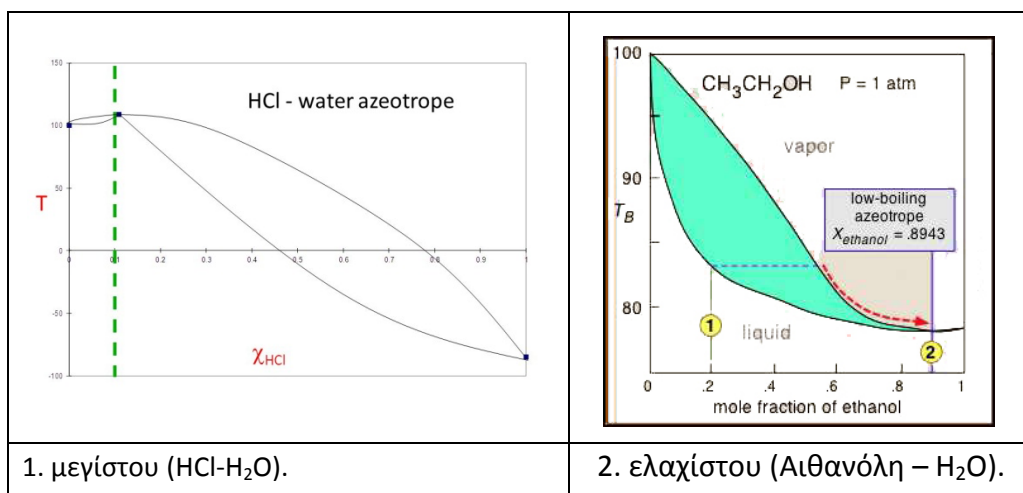 HCl - water azeotrope
150
100
50
0
-50
-100
T
0
0.1
0.2
0.3
0.4
0.5
0.6
0.7
0.8
0.9
1
χHCl
1. μεγίστου (HCl-H₂O).
CH₃CH₂OH P = 1 atm
100
90
80
T_B
vapor
low-boiling
azeotrope
X_ethanol = .8943
1
liquid
2
0 .2 .4 .6 .8 1
mole fraction of ethanol
2. ελαχίστου (Αιθανόλη – H₂O).